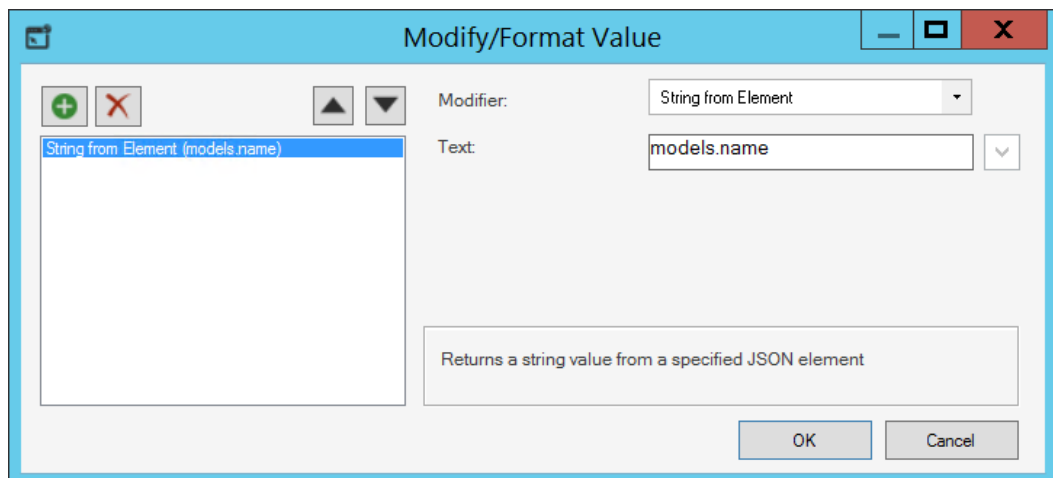 Modify/Format Value
Modifier:
String from Element
String from Element (models.name)
Text:
models.name
Returns a string value from a specified JSON element
OK
Cancel